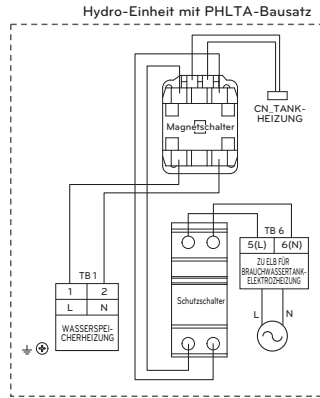 Hydro-Einheit mit PHLTA-Bausatz
CN_TANK-
HEIZUNG
Magnetschalter
TB 6
5(L) 6(N)
ZU ELB FÜR
BRAUCHWASSERTANK-
ELEKTROHEIZUNG
L N
TB 1
1 2
L N
WASSERSPEI-
CHERHEIZUNG
Schutzschalter